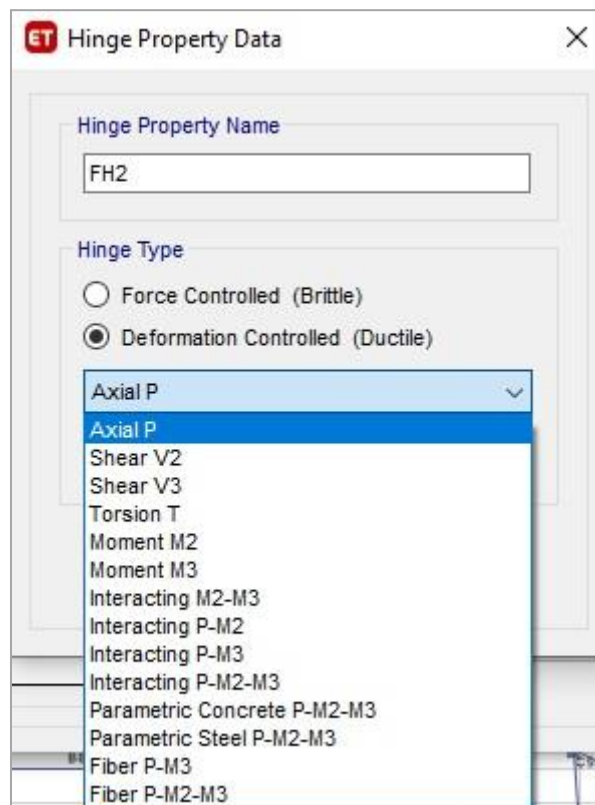 ET Hinge Property Data
Hinge Property Name
FH2
Hinge Type
Force Controlled (Brittle)
Deformation Controlled (Ductile)
Axial P
Axial P
Shear V2
Shear V3
Torsion T
Moment M2
Moment M3
Interacting M2-M3
Interacting P-M2
Interacting P-M3
Interacting P-M2-M3
Parametric Concrete P-M2-M3
Parametric Steel P-M2-M3
Fiber P-M3
Fiber P-M2-M3